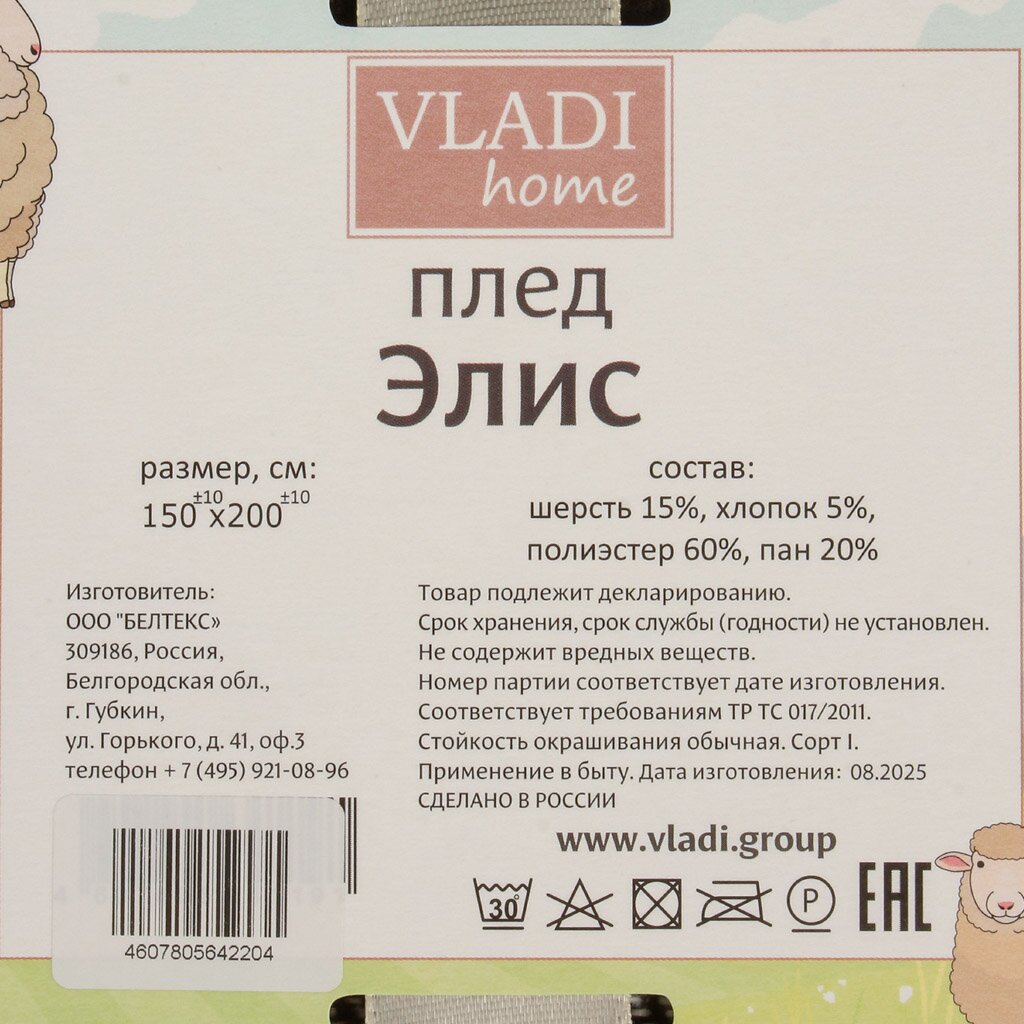 VLADI
home
плед
Элис
размер, см:
150±10x200±10
состав:
шерсть 15%, хлопок 5%,
полиэстер 60%, пан 20%
Изготовитель:
ООО "БЕЛТЕКС»
309186, Россия,
Белгородская обл.,
г. Губкин,
ул. Горького, д. 41, оф.3
телефон + 7 (495) 921-08-96
Товар подлежит декларированию.
Срок хранения, срок службы (годности) не установлен.
Не содержит вредных веществ.
Номер партии соответствует дате изготовления.
Соответствует требованиям ТР ТС 017/2011.
Стойкость окрашивания обычная. Сорт I.
Применение в быту. Дата изготовления: 08.2025
СДЕЛАНО В РОССИИ
www.vladi.group
30
P
EAC
4607805642204